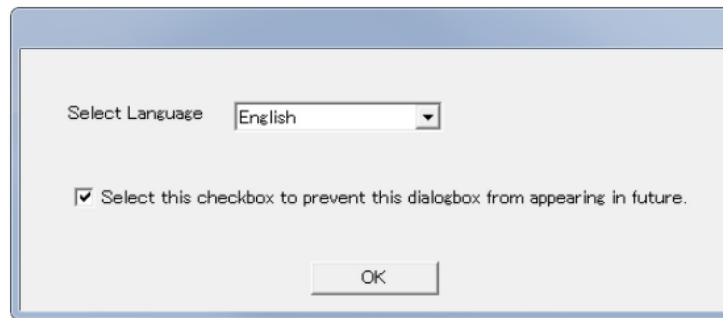 Select Language English
Select this checkbox to prevent this dialogbox from appearing in future.
OK